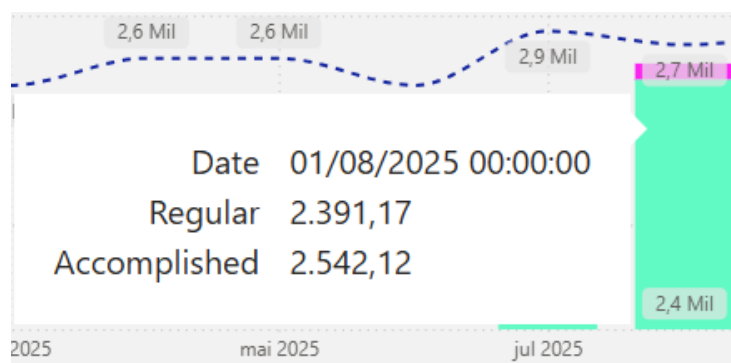 2,6 Mil 2,6 Mil
2,9 Mil
2,7 Mil
Date 01/08/2025 00:00:00
Regular 2.391,17
Accomplished 2.542,12
2,4 Mil
2025 mai 2025 jul 2025